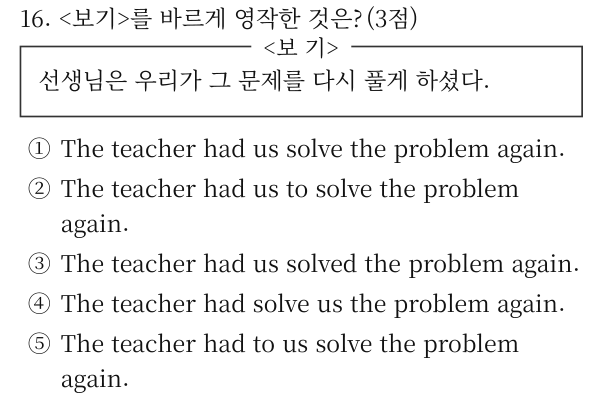 16. <보기>를 바르게 영작한 것은?(3점)
<보 기>
선생님은 우리가 그 문제를 다시 풀게 하셨다.
① The teacher had us solve the problem again.
② The teacher had us to solve the problem
again.
③ The teacher had us solved the problem again.
④ The teacher had solve us the problem again.
⑤ The teacher had to us solve the problem
again.